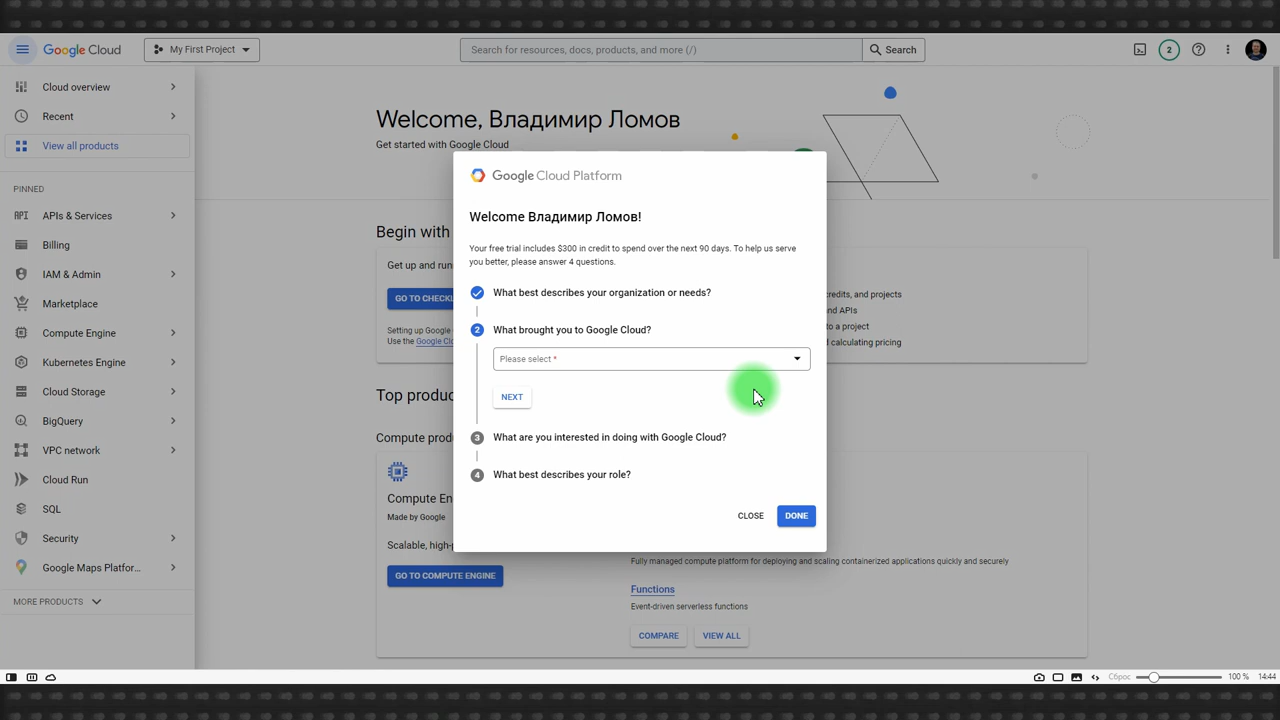 Google Cloud
My First Project
Search for resources, docs, products, and more (/)
Search
2
Cloud overview
Recent
View all products
PINNED
API APIs & Services
Billing
IAM & Admin
Marketplace
Compute Engine
Kubernetes Engine
Cloud Storage
BigQuery
VPC network
Cloud Run
SQL
Security
Google Maps Platfor...
MORE PRODUCTS
Welcome, Владимир Ломов
Get started with Google Cloud
Begin with
Get up and run
GO TO CHECKL
Setting up Google
Use the Google Clo
redits, and projects
nd APIs
to a project
d calculating pricing
Top produc
Compute prod
Compute En
Made by Google
Scalable, high-p
GO TO COMPUTE ENGINE
Fully managed compute platform for deploying and scaling containerized applications quickly and securely
Functions
Event-driven serverless functions
COMPARE
VIEW ALL
Google Cloud Platform
Welcome Владимир Ломов!
Your free trial includes $300 in credit to spend over the next 90 days. To help us serve
you better, please answer 4 questions.
What best describes your organization or needs?
2 What brought you to Google Cloud?
Please select *
NEXT
3 What are you interested in doing with Google Cloud?
4 What best describes your role?
CLOSE
DONE
Сброс
100 %
14:44